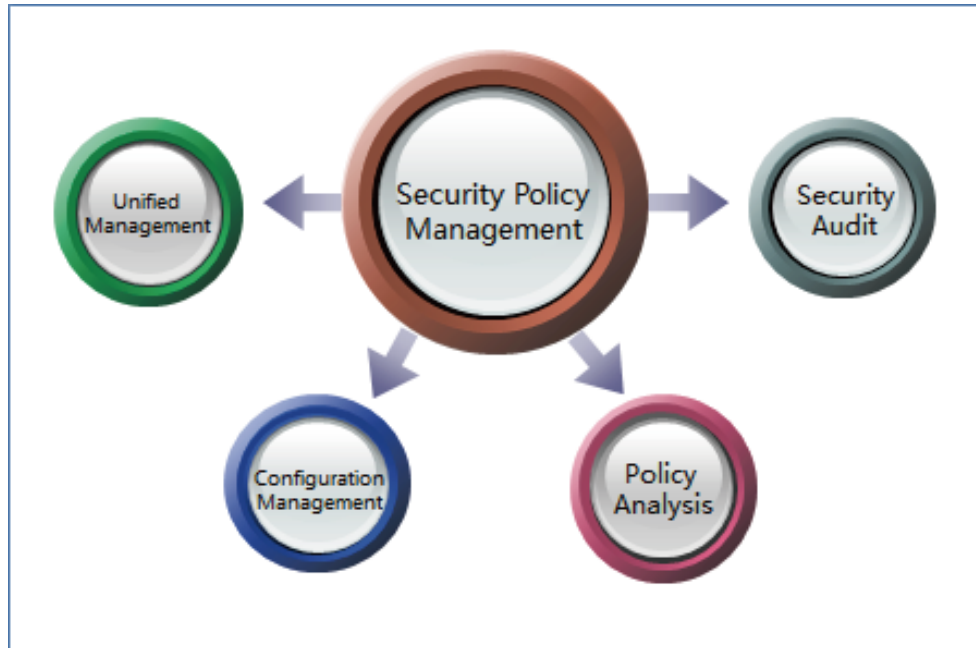 Security Policy
Management
Unified
Management
Security
Audit
Configuration
Management
Policy
Analysis